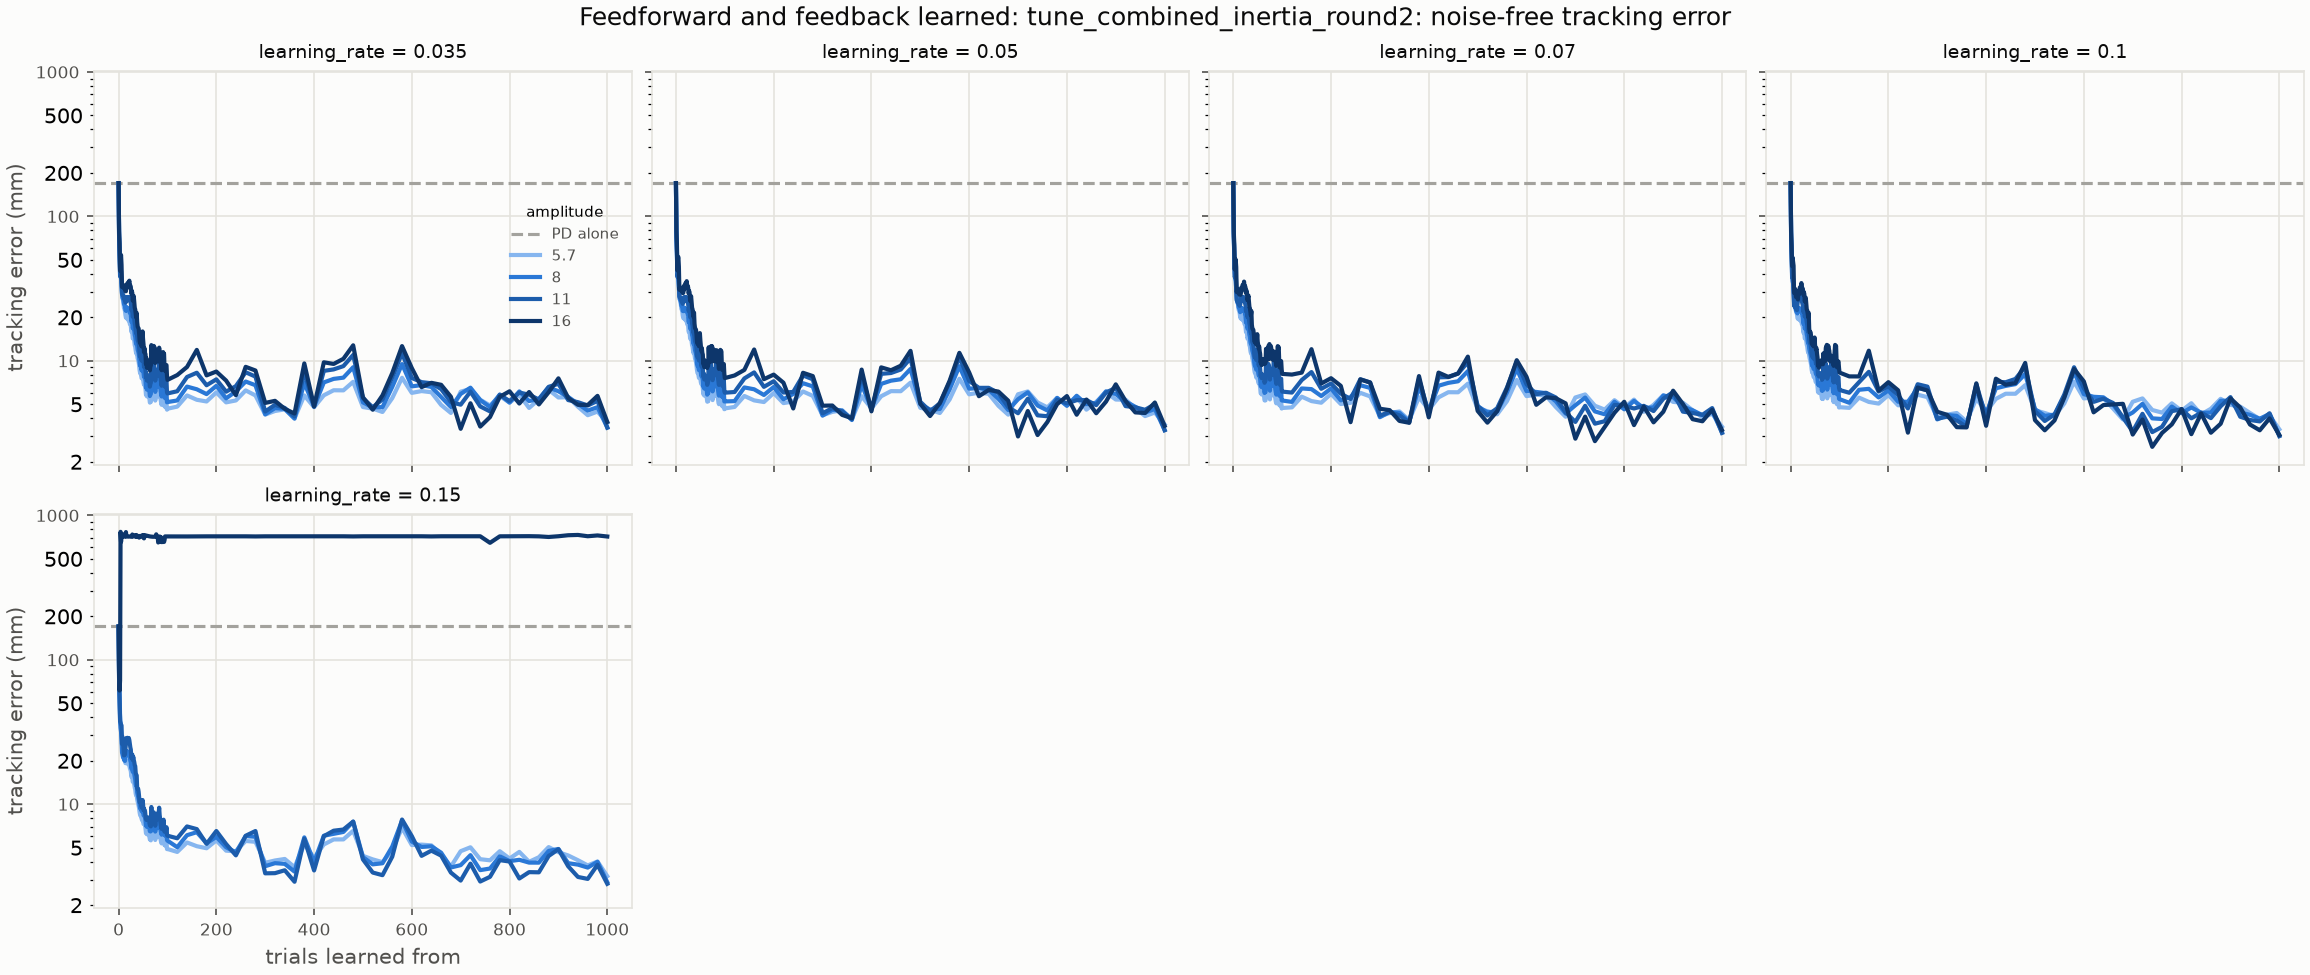 Feedforward and feedback learned: tune_combined_inertia_round2: noise-free tracking error
learning_rate = 0.035
learning_rate = 0.05
learning_rate = 0.07
learning_rate = 0.1
tracking error (mm)
1000
500
200
100
50
20
10
5
2
amplitude
PD alone
5.7
8
11
16
learning_rate = 0.15
tracking error (mm)
1000
500
200
100
50
20
10
5
2
0 200 400 600 800 1000
trials learned from